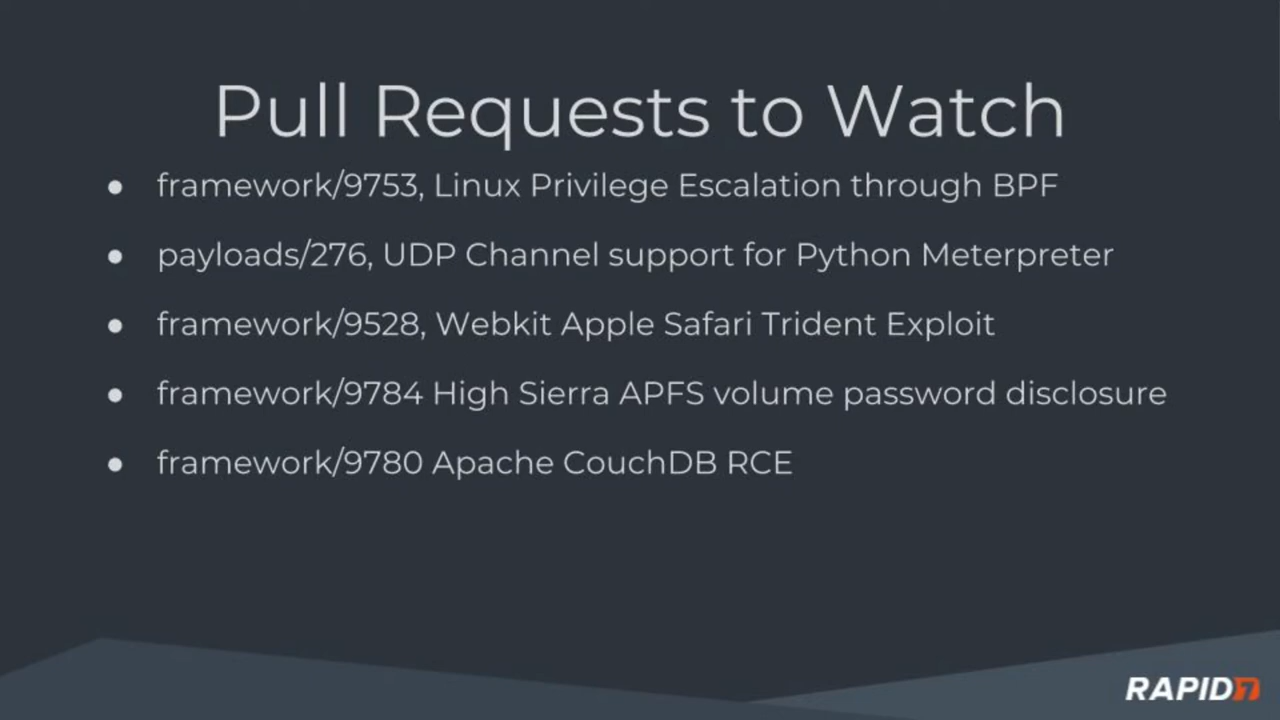 Pull Requests to Watch
● framework/9753, Linux Privilege Escalation through BPF
● payloads/276, UDP Channel support for Python Meterpreter
● framework/9528, Webkit Apple Safari Trident Exploit
● framework/9784 High Sierra APFS volume password disclosure
● framework/9780 Apache CouchDB RCE
RAPID7